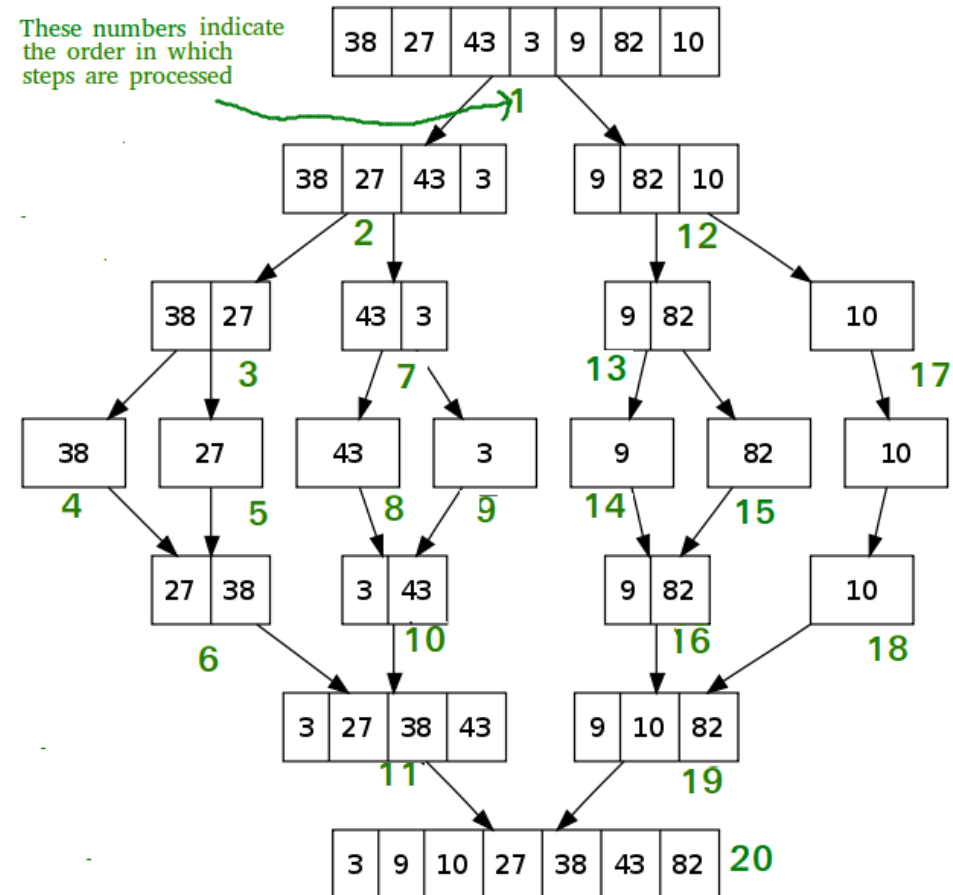 These numbers indicate
the order in which
steps are processed
38 27 43 3 9 82 10
1
38 27 43 3 9 82 10
2 12
38 27 43 3 9 82 10
3 7 13 17
38 27 43 3 9 82 10
4 5 8 9 14 15
27 38 3 43 9 82 10
6 10 16 18
3 27 38 43 9 10 82
11 19
3 9 10 27 38 43 82 20